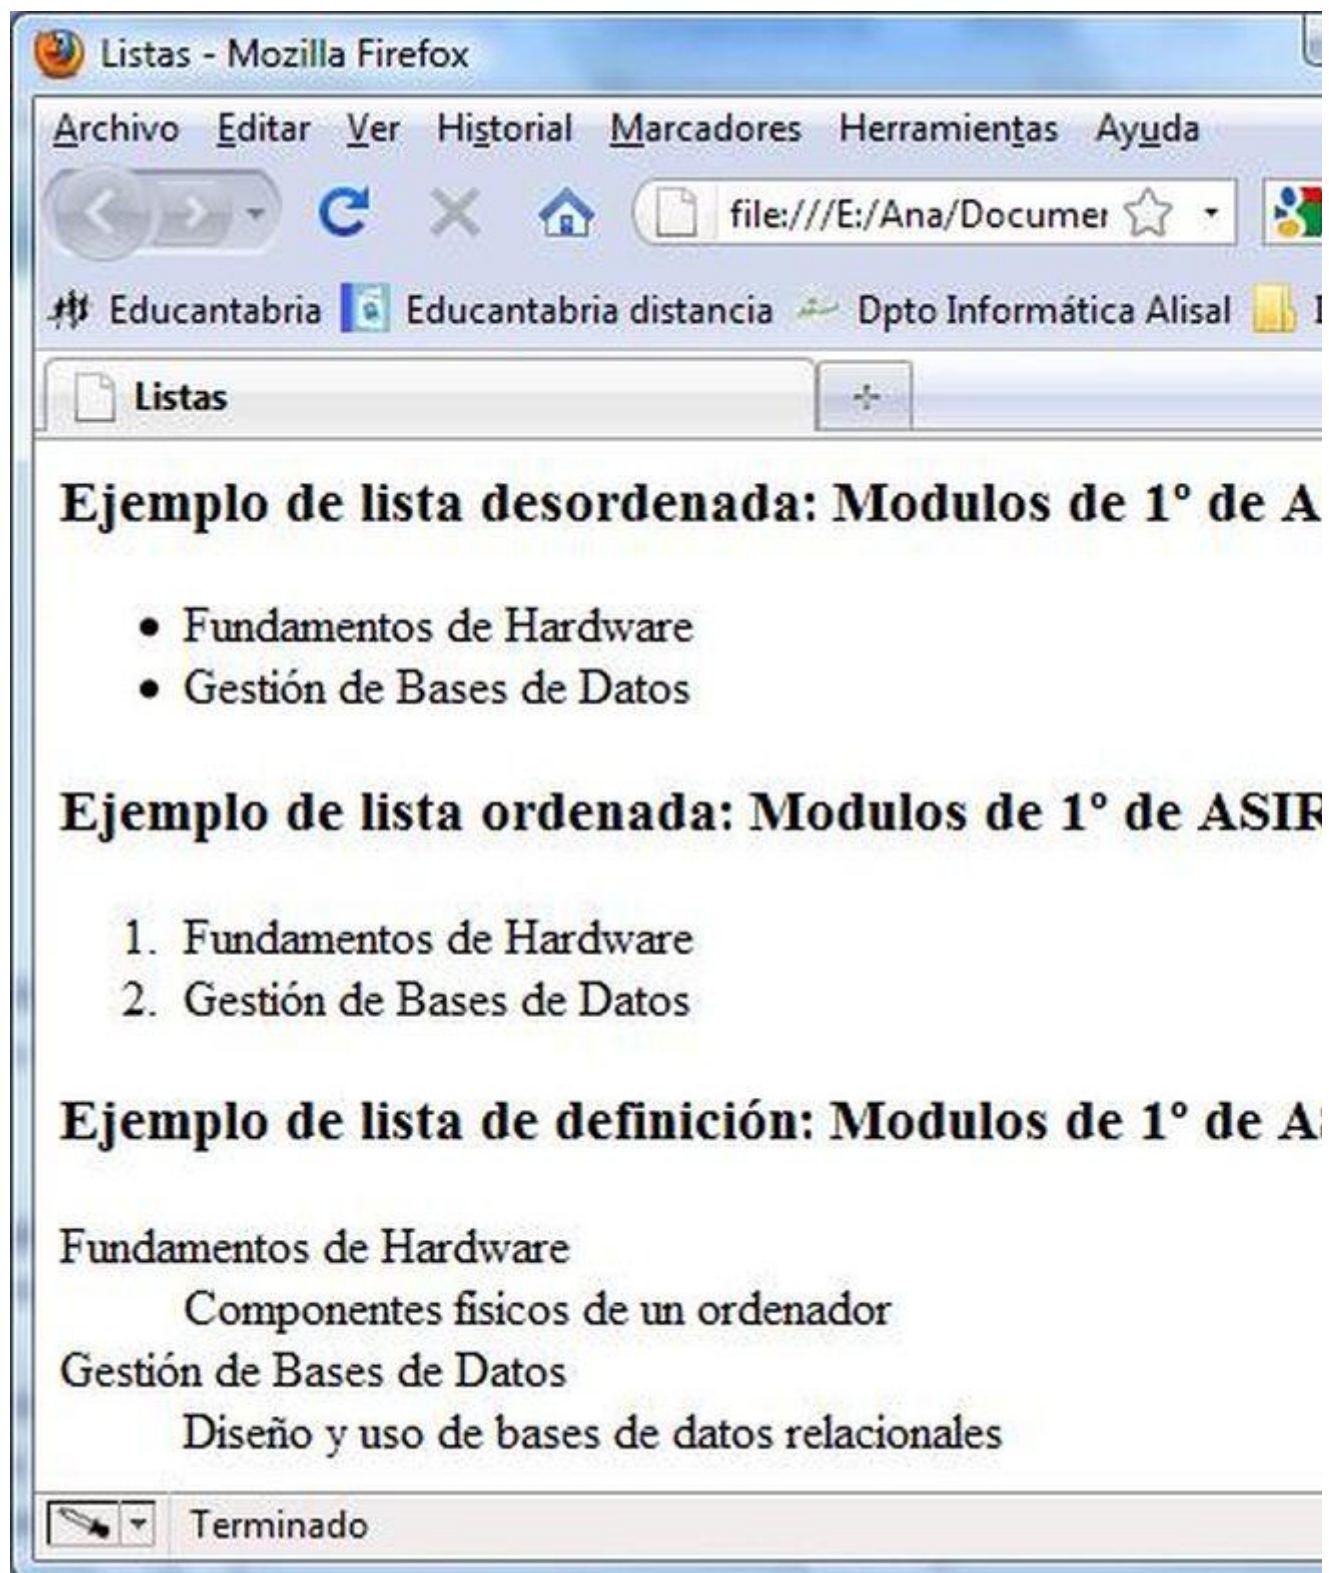 Listas - Mozilla Firefox
Archivo Editar Ver Historial Marcadores Herramientas Ayuda
file:///E:/Ana/Documer
Educantabria Educantabria distancia Dpto Informática Alisal
Listas
Ejemplo de lista desordenada: Modulos de 1º de A
• Fundamentos de Hardware
• Gestión de Bases de Datos
Ejemplo de lista ordenada: Modulos de 1º de ASIR
1. Fundamentos de Hardware
2. Gestión de Bases de Datos
Ejemplo de lista de definición: Modulos de 1º de AS
Fundamentos de Hardware
Componentes fisicos de un ordenador
Gestión de Bases de Datos
Diseño y uso de bases de datos relacionales
Terminado